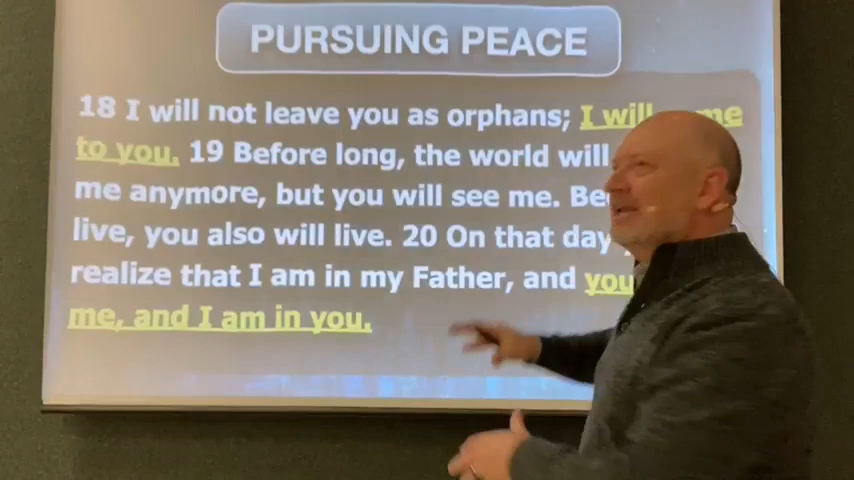 PURSUING PEACE
18 I will not leave you as orphans; I will
to you. 19 Before long, the world will
me anymore, but you will see me.
live, you also will live. 20 On that day
realize that I am in my Father, and you
me, and I am in you.